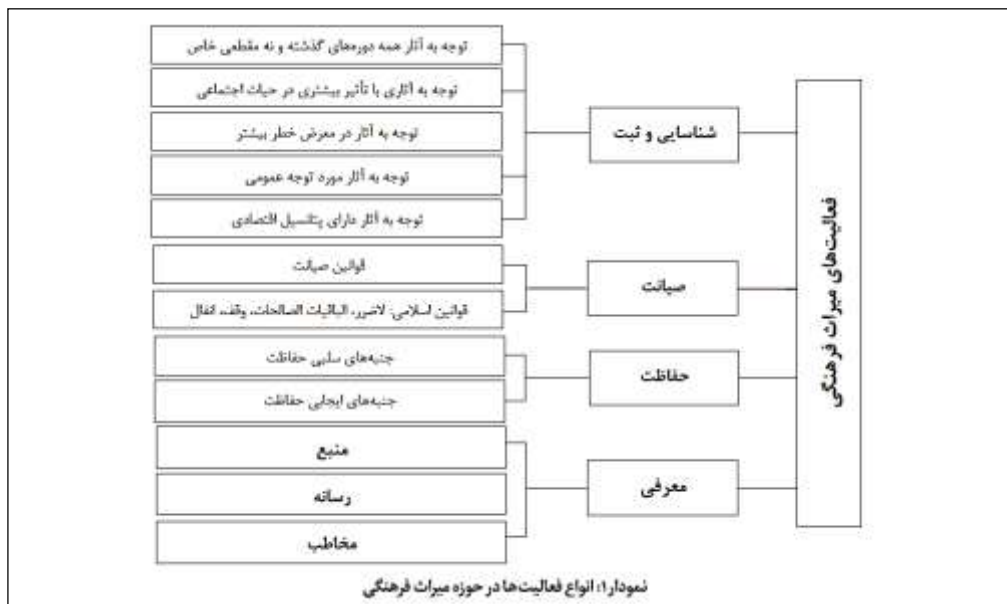 فعالیت‌های میراث فرهنگی
شناسایی و ثبت
توجه به آثار همه دوره‌های گذشته و نه مقطعی خاص
توجه به آثاری با تأثیر بیشتری در حیات اجتماعی
توجه به آثار در معرض خطر بیشتر
توجه به آثار مورد توجه عمومی
توجه به آثار دارای پتانسیل اقتصادی
صیانت
قوانین صیانت
قوانین اسلامی: لاضرر، الباقیات الصالحات، وقف، انفال
حفاظت
جنبه‌های سلبی حفاظت
جنبه‌های ایجابی حفاظت
معرفی
منبع
رسانه
مخاطب
نمودار ۱: انواع فعالیت‌ها در حوزه میراث فرهنگی